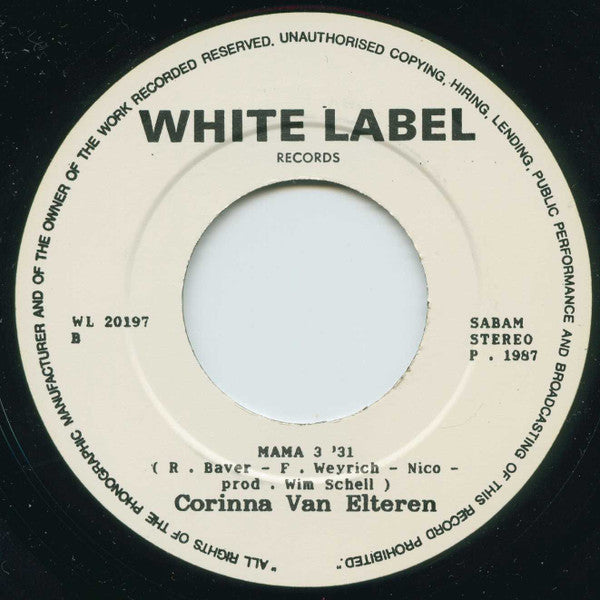 "ALL RIGHTS OF THE PHONOGRAPHIC MANUFACTURER AND OF THE OWNER OF THE WORK RECORDED RESERVED. UNAUTHORISED COPYING, HIRING, LENDING, PUBLIC PERFORMANCE AND BROADCASTING OF THIS RECORD PROHIBITED."
WHITE LABEL
RECORDS
WL 20197
B
SABAM
STEREO
P . 1987
MAMA 3 '31
( R . Baver - F . Weyrich - Nico -
prod . Wim Schell )
Corinna Van Elteren